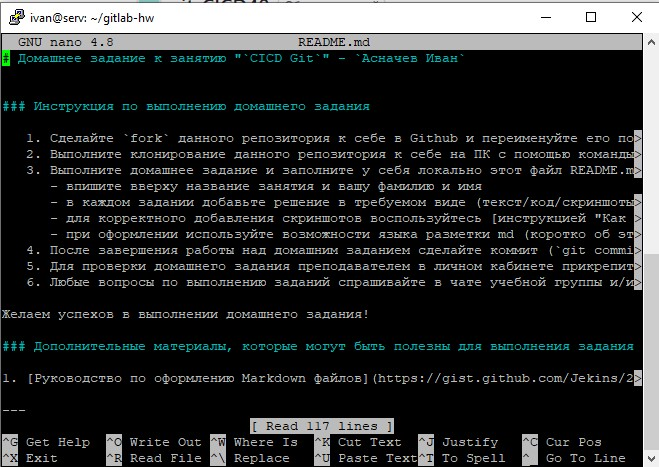 ivan@serv: ~/gitlab-hw
GNU nano 4.8 README.md
# Домашнее задание к занятию "`CICD Git`" - `Асначев Иван`
### Инструкция по выполнению домашнего задания
1. Сделайте `fork` данного репозитория к себе в Github и переименуйте его по>
2. Выполните клонирование данного репозитория к себе на ПК с помощью команды>
3. Выполните домашнее задание и заполните у себя локально этот файл README.m>
- впишите вверху название занятия и вашу фамилию и имя
- в каждом задании добавьте решение в требуемом виде (текст/код/скриншоты>
- для корректного добавления скриншотов воспользуйтесь [инструкцией "Как >
- при оформлении используйте возможности языка разметки md (коротко об эт>
4. После завершения работы над домашним заданием сделайте коммит (`git commi>
5. Для проверки домашнего задания преподавателем в личном кабинете прикрепит>
6. Любые вопросы по выполнению заданий спрашивайте в чате учебной группы и/и>
Желаем успехов в выполнении домашнего задания!
### Дополнительные материалы, которые могут быть полезны для выполнения задания
1. [Руководство по оформлению Markdown файлов](https://gist.github.com/Jekins/2>
---
[ Read 117 lines ]
^G Get Help ^O Write Out ^W Where Is ^K Cut Text ^J Justify ^C Cur Pos
^X Exit ^R Read File ^\ Replace ^U Paste Text ^T To Spell ^_ Go To Line